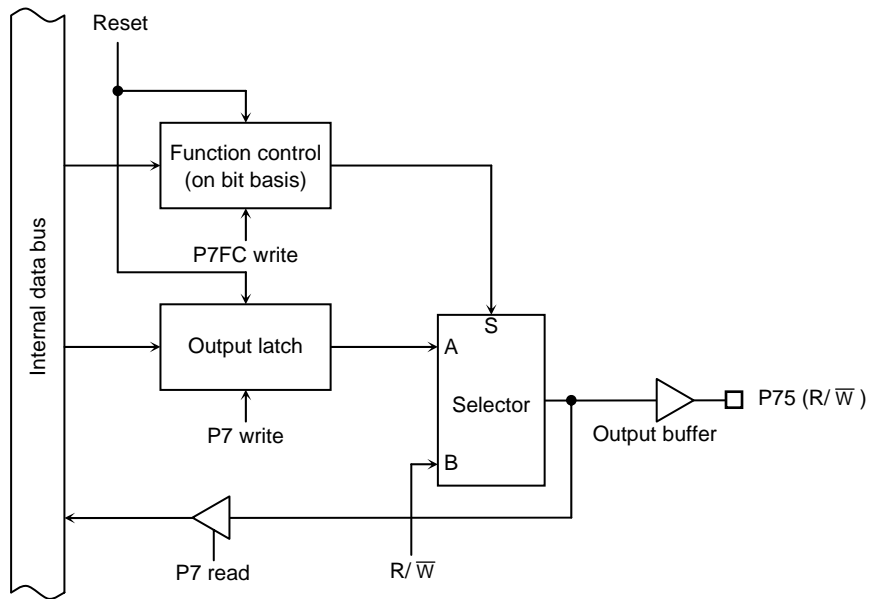 Reset
Internal data bus
Function control
(on bit basis)
P7FC write
Output latch
P7 write
S
A
Selector
B
Output buffer
P75 (R/W̅)
P7 read
R/W̅